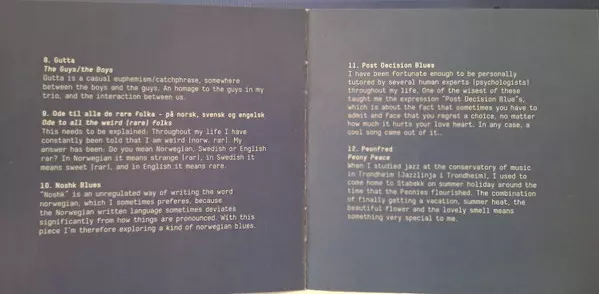 8. Gutta
The Guys/the Boys
Gutta is a casual euphemism/catchphrase, somewhere
between the boys and the guys. An homage to the guys in my
trio, and the interaction between us.
9. Ode til alle de rare folka - på norsk, svensk og engelsk
Ode to all the weird (rare) folks
This needs to be explained: Throughout my life I have
constantly been told that I am weird (norw. rar). My
answer has been: Do you mean Norwegian, Swedish or English
rar? In Norwegian it means strange (rar), in Swedish it
means sweet (rar), and in English it means rare.
10. Noshk Blues
"Noshk" is an unregulated way of writing the word
norwegian, which I sometimes preferes, because
the Norwegian written language sometimes deviates
significantly from how things are pronounced. With this
piece I'm therefore exploring a kind of norwegian blues.
11. Post Decision Blues
I have been fortunate enough to be personally
tutored by several human experts (psychologists)
throughout my life. One of the wisest of these
taught me the expression "Post Decision Blue"s,
which is about the fact that sometimes you have to
admit and face that you regret a choice, no matter
how much it hurts your level heart. In any case, a
cool song came out of it..
12. Peonfred
Peony Peace
When I studied jazz at the conservatory of music
in Trondheim (Jazzlinja i Trondheim), I used to
come home to Stabekk on summer holiday around the
time that the Peonies flourished. The combination
of finally getting a vacation, summer heat, the
beautiful flower and the lovely smell means
something very special to me.